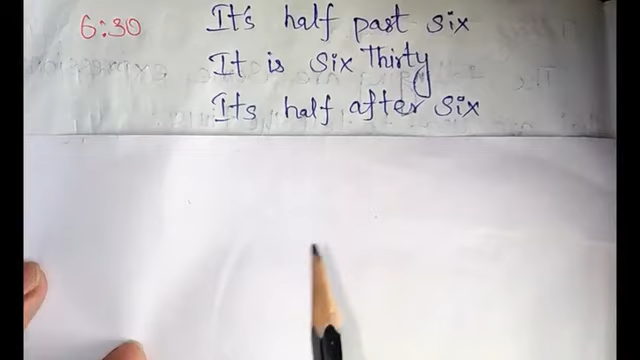 6:30 It's half past six
It is six Thirty
Its half after six